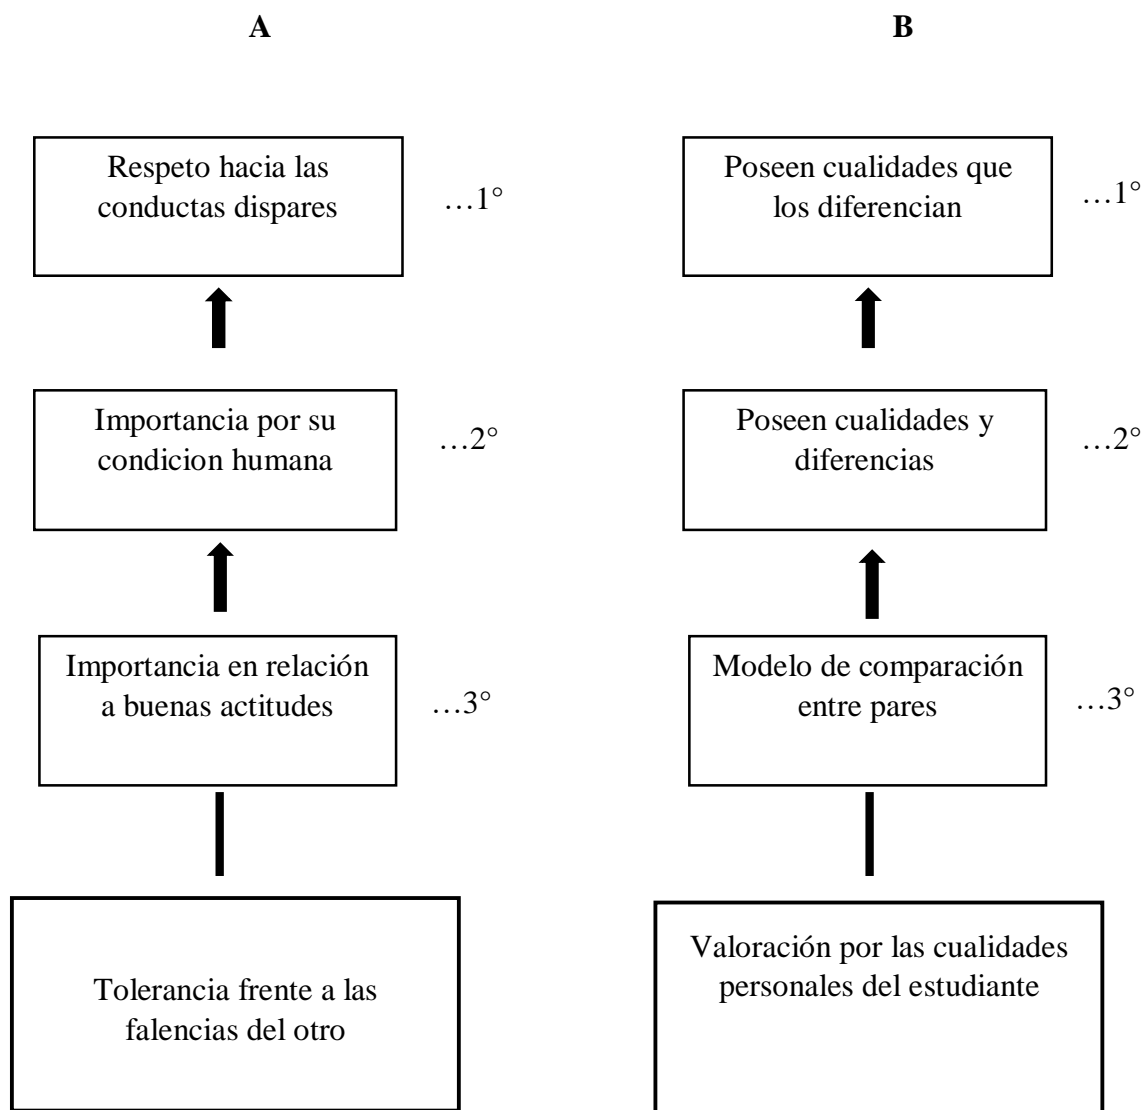 A
Respeto hacia las
conductas dispares
…1°
Importancia por su
condicion humana
…2°
Importancia en relación
a buenas actitudes
…3°
Tolerancia frente a las
falencias del otro
B
Poseen cualidades que
los diferencian
…1°
Poseen cualidades y
diferencias
…2°
Modelo de comparación
entre pares
…3°
Valoración por las cualidades
personales del estudiante